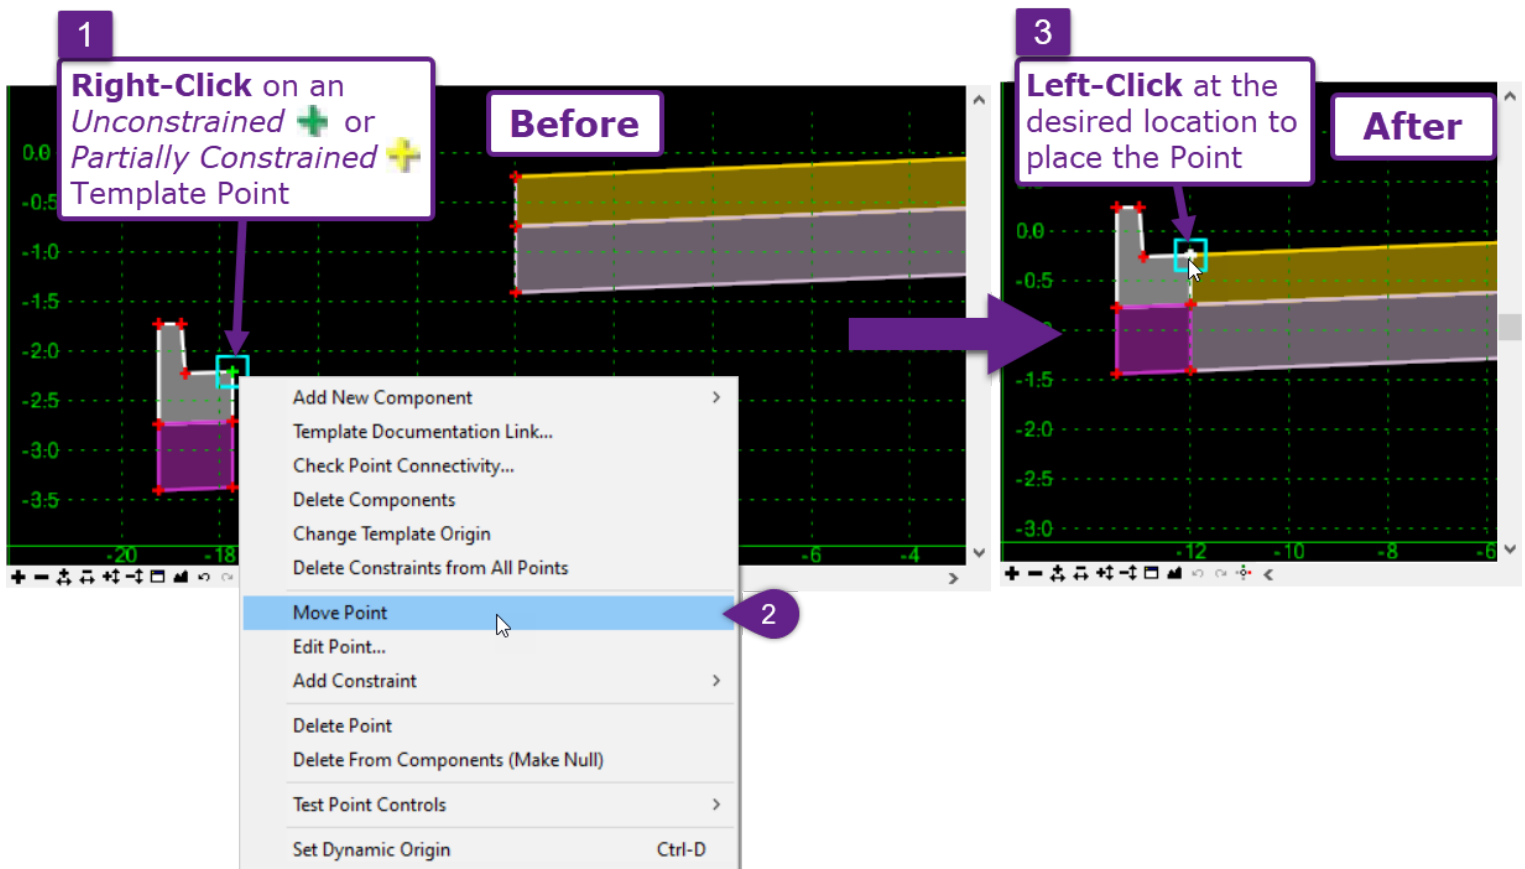 1
Right-Click on an
Unconstrained or
Partially Constrained
Template Point
Before
0.0
-0.5
-1.0
-1.5
-2.0
-2.5
-3.0
-3.5
-20
-18
-6
-4
Add New Component
Template Documentation Link...
Check Point Connectivity...
Delete Components
Change Template Origin
Delete Constraints from All Points
Move Point
2
Edit Point...
Add Constraint
Delete Point
Delete From Components (Make Null)
Test Point Controls
Set Dynamic Origin Ctrl-D
3
Left-Click at the
desired location to
place the Point
After
0.0
-0.5
-1.5
-2.0
-2.5
-3.0
-12
-10
-8
-6